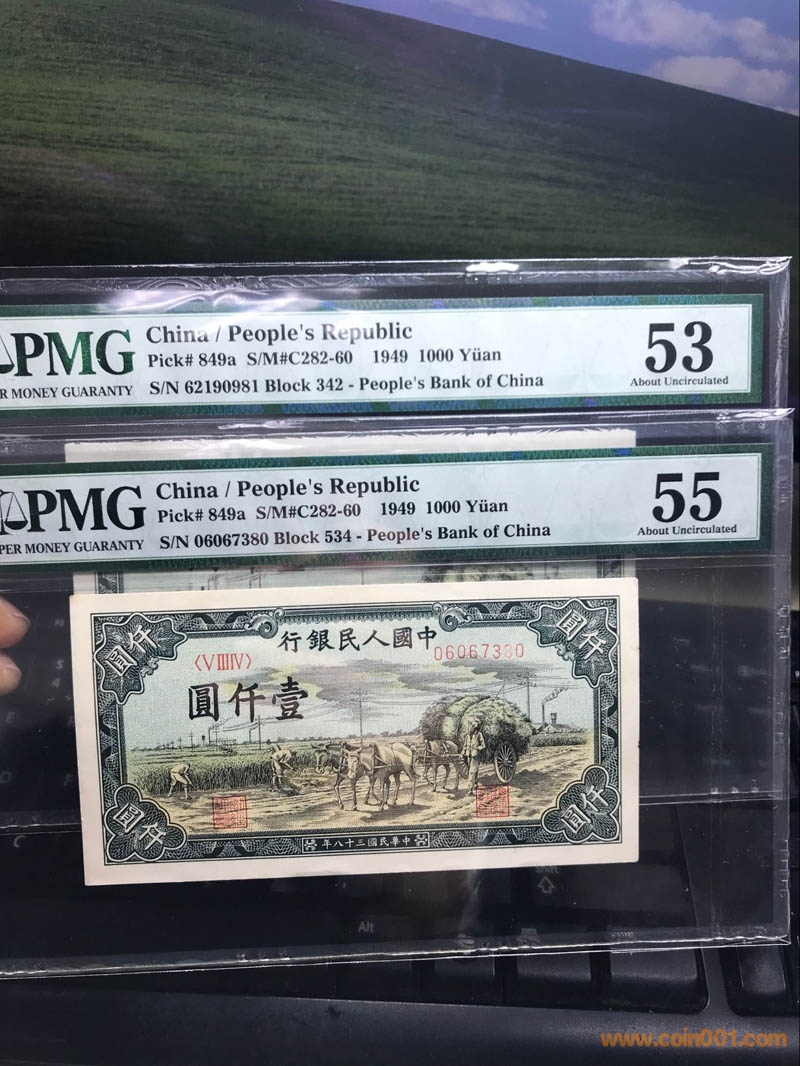 PMG
ER MONEY GUARANTY
China / People's Republic
Pick# 849a S/M#C282-60 1949 1000 Yüan
S/N 62190981 Block 342 - People's Bank of China
53
About Uncirculated
PMG
PER MONEY GUARANTY
China / People's Republic
Pick# 849a S/M#C282-60 1949 1000 Yüan
S/N 06067380 Block 534 - People's Bank of China
55
About Uncirculated
行銀民人國中
〈VIIIIV〉
06067380
圓仟壹
圓仟
圓仟
圓仟
圓仟
年八十三國民華中
Shift
Alt
www.coin001.com